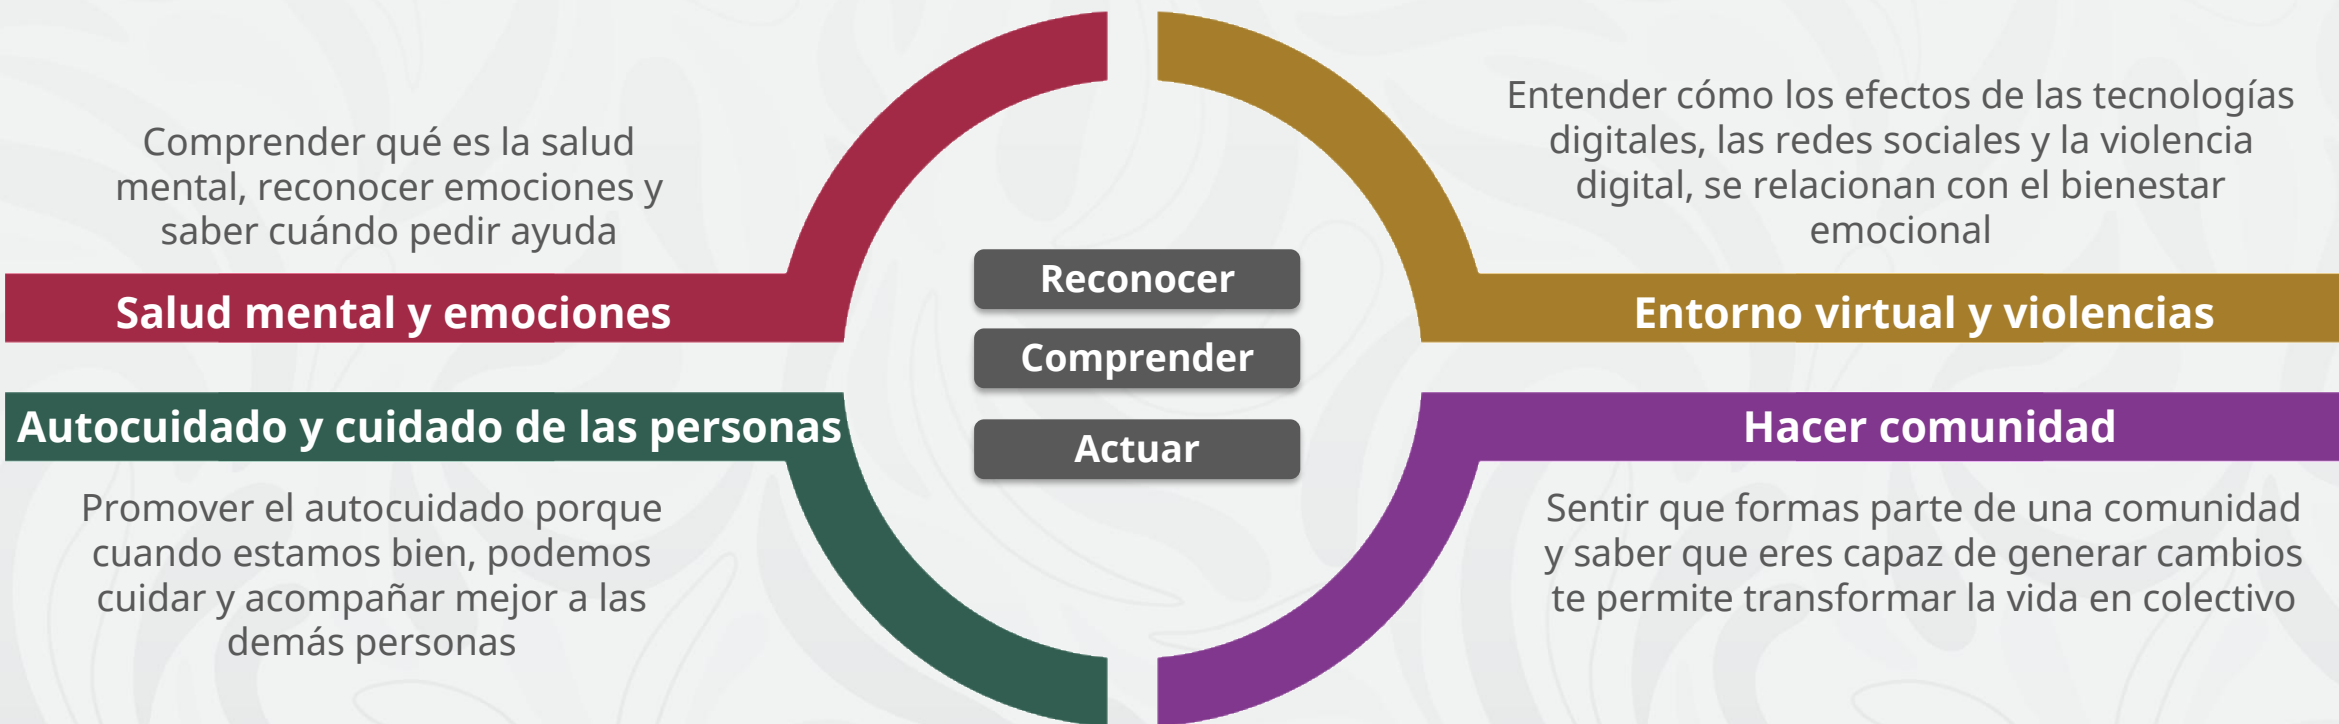 Comprender qué es la salud
mental, reconocer emociones y
saber cuándo pedir ayuda
Salud mental y emociones
Autocuidado y cuidado de las personas
Promover el autocuidado porque
cuando estamos bien, podemos
cuidar y acompañar mejor a las
demás personas
Reconocer
Comprender
Actuar
Entender cómo los efectos de las tecnologías
digitales, las redes sociales y la violencia
digital, se relacionan con el bienestar
emocional
Entorno virtual y violencias
Hacer comunidad
Sentir que formas parte de una comunidad
y saber que eres capaz de generar cambios
te permite transformar la vida en colectivo